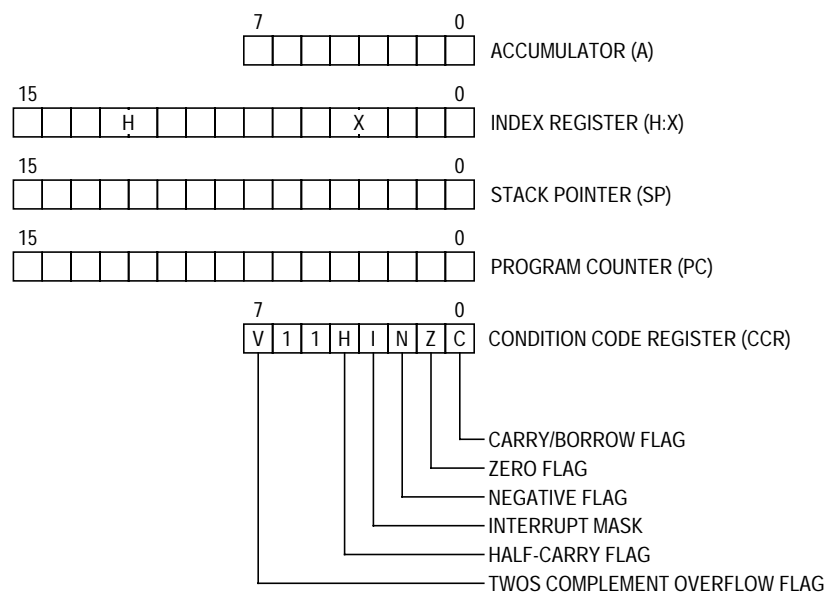 7 0
ACCUMULATOR (A)
15 0
H X INDEX REGISTER (H:X)
15 0
STACK POINTER (SP)
15 0
PROGRAM COUNTER (PC)
7 0
V 1 1 H I N Z C CONDITION CODE REGISTER (CCR)
CARRY/BORROW FLAG
ZERO FLAG
NEGATIVE FLAG
INTERRUPT MASK
HALF-CARRY FLAG
TWOS COMPLEMENT OVERFLOW FLAG